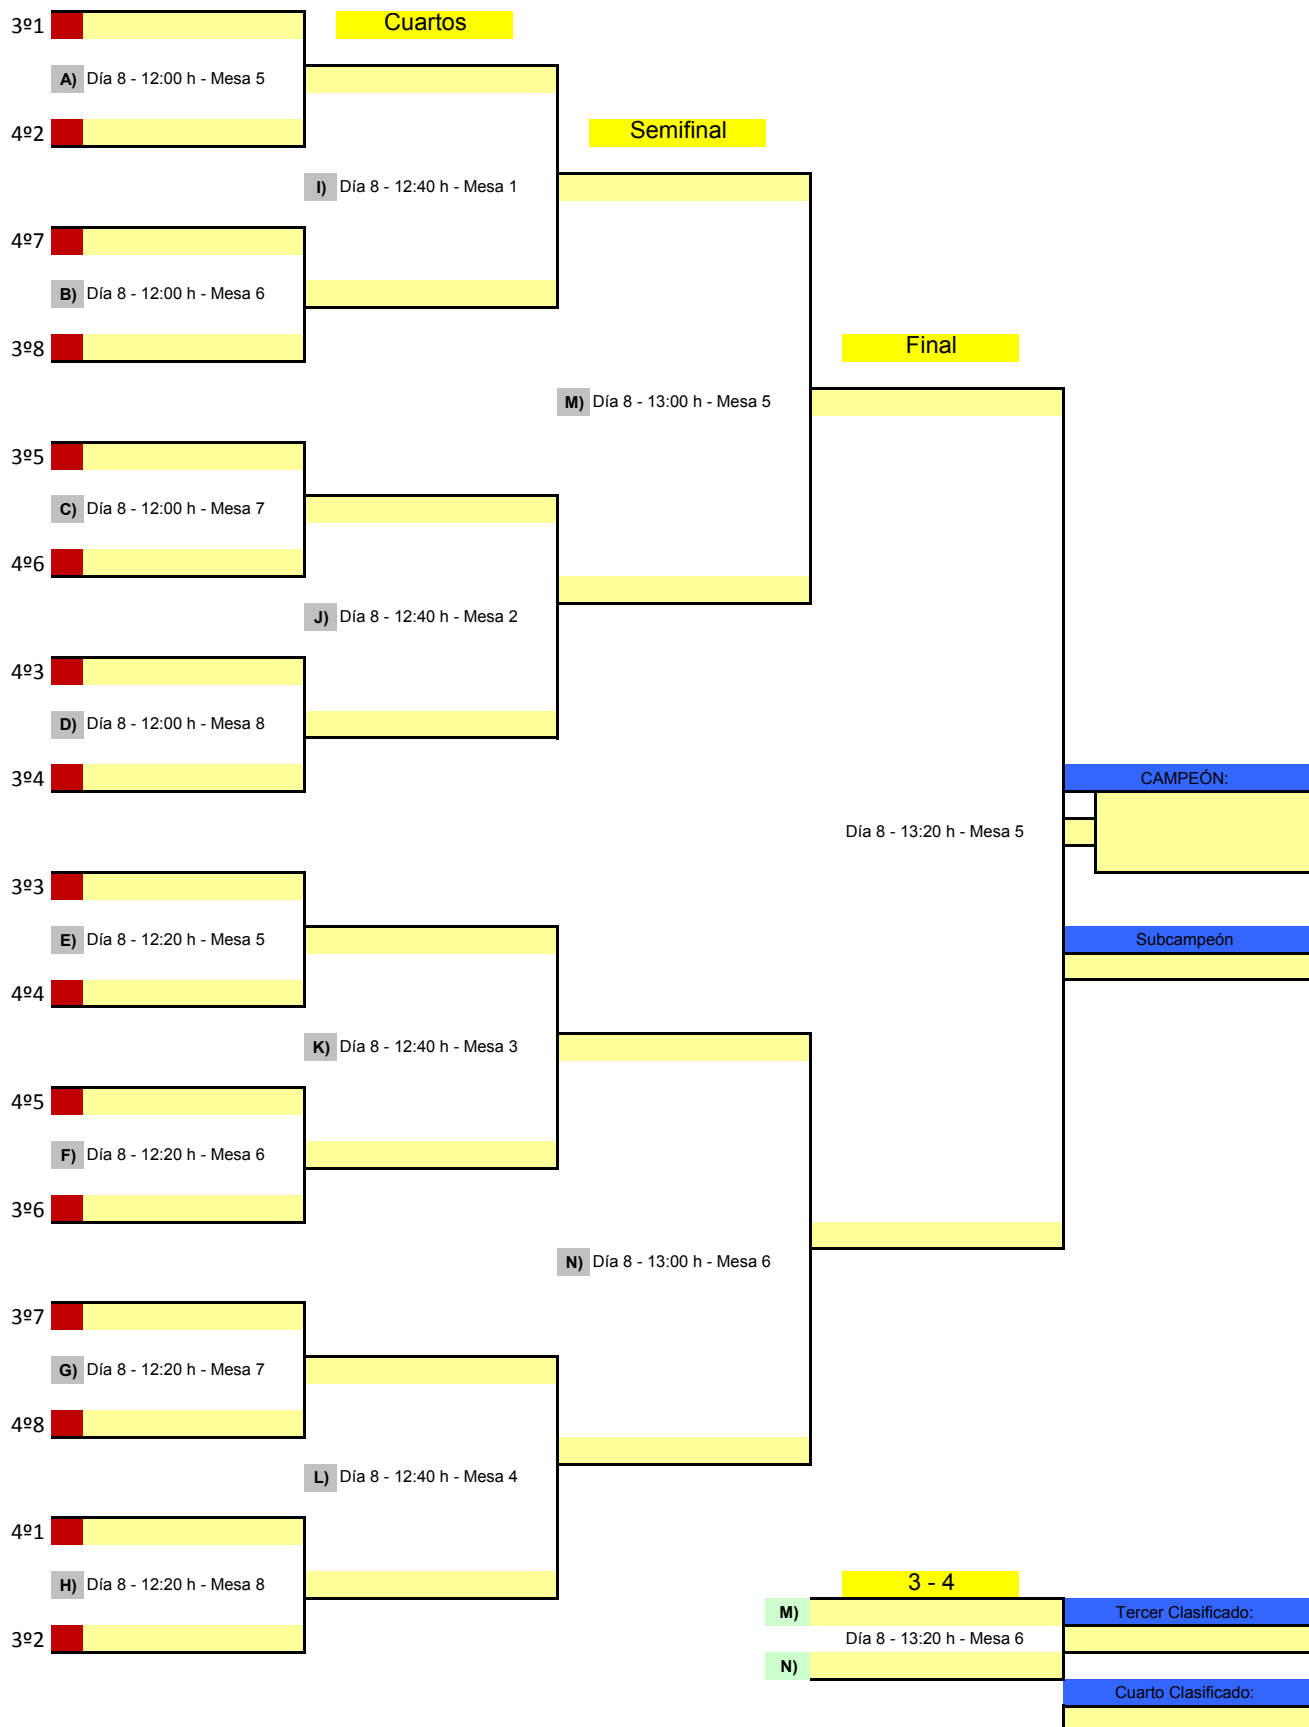 3º1
Cuartos
A) Día 8 - 12:00 h - Mesa 5
4º2
Semifinal
I) Día 8 - 12:40 h - Mesa 1
4º7
B) Día 8 - 12:00 h - Mesa 6
3º8
Final
M) Día 8 - 13:00 h - Mesa 5
3º5
C) Día 8 - 12:00 h - Mesa 7
4º6
J) Día 8 - 12:40 h - Mesa 2
4º3
D) Día 8 - 12:00 h - Mesa 8
3º4
CAMPEÓN:
Día 8 - 13:20 h - Mesa 5
3º3
E) Día 8 - 12:20 h - Mesa 5
Subcampeón
4º4
K) Día 8 - 12:40 h - Mesa 3
4º5
F) Día 8 - 12:20 h - Mesa 6
3º6
N) Día 8 - 13:00 h - Mesa 6
3º7
G) Día 8 - 12:20 h - Mesa 7
4º8
L) Día 8 - 12:40 h - Mesa 4
4º1
H) Día 8 - 12:20 h - Mesa 8
3 - 4
M)
Tercer Clasificado:
3º2
Día 8 - 13:20 h - Mesa 6
N)
Cuarto Clasificado: